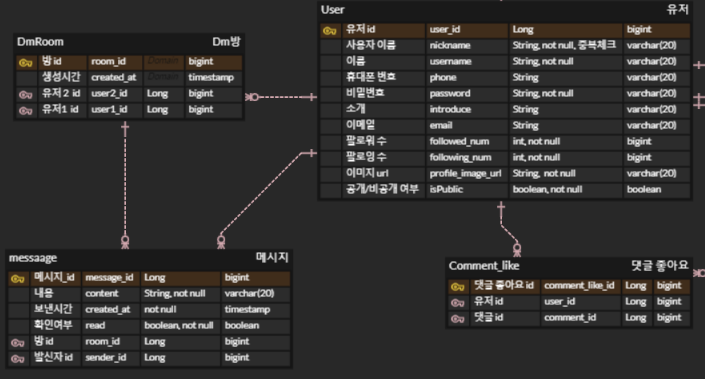 User 유저
유저 id user_id Long bigint
사용자 이름 nickname String, not null, 중복체크 varchar(20)
이름 username String, not null varchar(20)
휴대폰 번호 phone String varchar(20)
비밀번호 password String, not null varchar(20)
소개 introduce String varchar(20)
이메일 email String varchar(20)
팔로워 수 followed_num int, not null bigint
팔로잉 수 following_num int, not null bigint
이미지 url profile_image_url String, not null varchar(20)
공개/비공개 여부 isPublic boolean, not null boolean
DmRoom Dm방
방 id room_id Domain bigint
생성시간 created_at Domain timestamp
유저2 id user2_id Long bigint
유저1 id user1_id Long bigint
messaage 메시지
메시지_id message_id Long bigint
내용 content String, not null varchar(20)
보낸시간 created_at not null timestamp
확인여부 read boolean, not null boolean
방 id room_id Long bigint
발신자 id sender_id Long bigint
Comment_like 댓글 좋아요
댓글 좋아요 id comment_like_id Long bigint
유저 id user_id Long bigint
댓글 id comment_id Long bigint